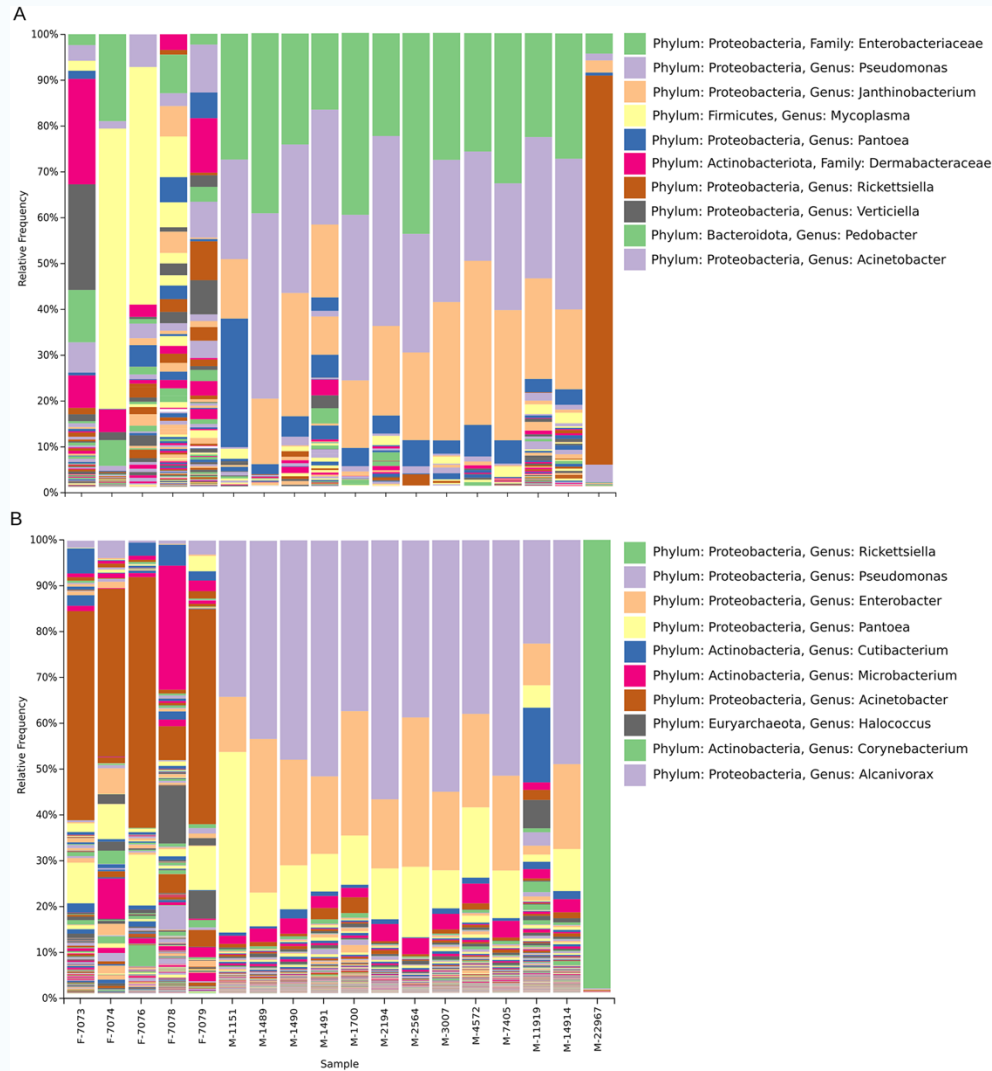 A
100%
90%
80%
70%
60%
50%
40%
30%
20%
10%
0%
Relative Frequency
Phylum: Proteobacteria, Family: Enterobacteriaceae
Phylum: Proteobacteria, Genus: Pseudomonas
Phylum: Proteobacteria, Genus: Janthinobacterium
Phylum: Firmicutes, Genus: Mycoplasma
Phylum: Proteobacteria, Genus: Pantoea
Phylum: Actinobacteriota, Family: Dermabacteraceae
Phylum: Proteobacteria, Genus: Rickettsiella
Phylum: Proteobacteria, Genus: Verticiella
Phylum: Bacteroidota, Genus: Pedobacter
Phylum: Proteobacteria, Genus: Acinetobacter
B
100%
90%
80%
70%
60%
50%
40%
30%
20%
10%
0%
Relative Frequency
Phylum: Proteobacteria, Genus: Rickettsiella
Phylum: Proteobacteria, Genus: Pseudomonas
Phylum: Proteobacteria, Genus: Enterobacter
Phylum: Proteobacteria, Genus: Pantoea
Phylum: Actinobacteria, Genus: Cutibacterium
Phylum: Actinobacteria, Genus: Microbacterium
Phylum: Proteobacteria, Genus: Acinetobacter
Phylum: Euryarchaeota, Genus: Halococcus
Phylum: Actinobacteria, Genus: Corynebacterium
Phylum: Proteobacteria, Genus: Alcanivorax
F-7073
F-7074
F-7076
F-7078
F-7079
M-1151
M-1489
M-1490
M-1491
M-1700
M-2194
M-2564
M-3007
M-4572
M-7405
M-11919
M-14914
M-22967
Sample